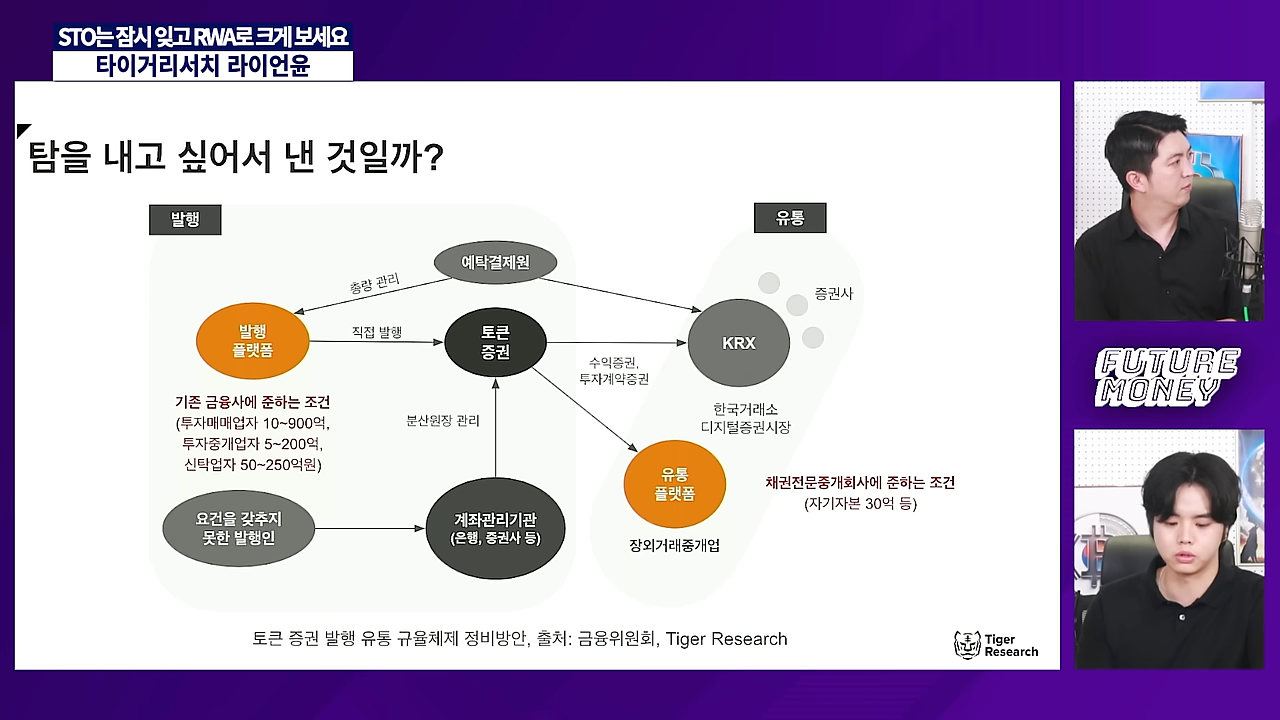 STO는 잠시 잊고 RWA로 크게 보세요
타이거리서치 라이언윤
탐을 내고 싶어서 낸 것일까?
발행
유통
예탁결제원
총량 관리
증권사
발행
플랫폼
직접 발행
토큰
증권
KRX
수익증권,
투자계약증권
기존 금융사에 준하는 조건
(투자매매업자 10~900억,
투자중개업자 5~200억,
신탁업자 50~250억원)
분산원장 관리
한국거래소
디지털증권시장
유통
플랫폼
채권전문중개회사에 준하는 조건
(자기자본 30억 등)
요건을 갖추지
못한 발행인
계좌관리기관
(은행, 증권사 등)
장외거래중개업
토큰 증권 발행 유통 규율체제 정비방안, 출처: 금융위원회, Tiger Research
Tiger
Research
FUTURE
MONEY